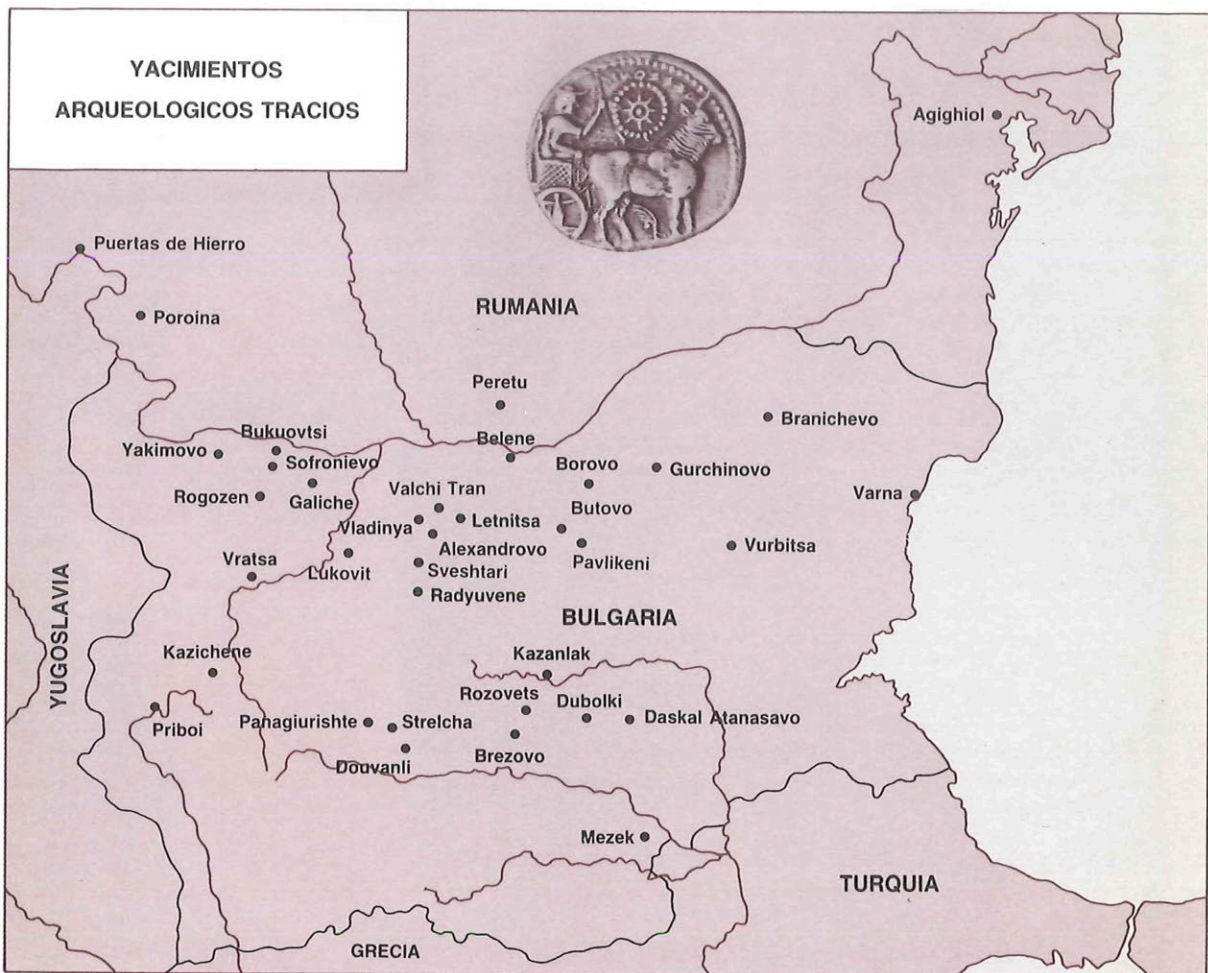 YACIMIENTOS
ARQUEOLOGICOS TRACIOS
Agighiol
Puertas de Hierro
RUMANIA
Poroina
Peretu
Branichevo
Bukuovtsi
Belene
Yakimovo
Sofronievo
Borovo
Gurchinovo
Rogozen
Galiche
Valchi Tran
Varna
Butovo
Letnitsa
Vladinya
Alexandrovo
Pavlikeni
Vurbitsa
Vratsa
Lukovit
Sveshtari
Radyuvene
BULGARIA
YUGOSLAVIA
Kazichene
Kazanlak
Rozovets
Dubolki
Priboi
Panagiurishte
Strelcha
Daskal Atanasavo
Brezovo
Douvanli
Mezek
TURQUIA
GRECIA